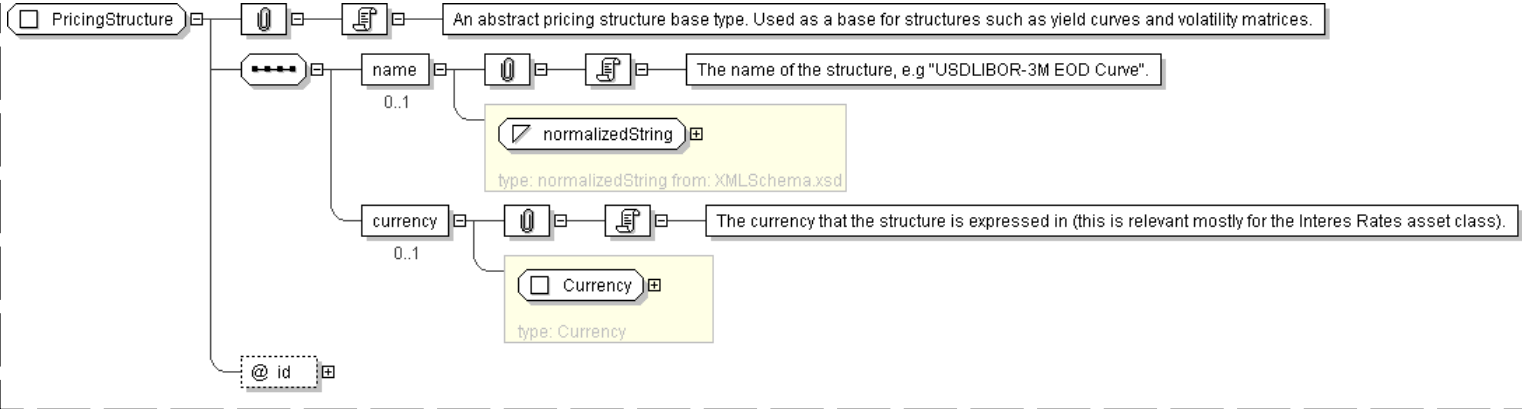 PricingStructure
An abstract pricing structure base type. Used as a base for structures such as yield curves and volatility matrices.
name
The name of the structure, e.g "USDLIBOR-3M EOD Curve".
0..1
normalizedString
type: normalizedString from: XMLSchema.xsd
currency
The currency that the structure is expressed in (this is relevant mostly for the Interes Rates asset class).
0..1
Currency
type: Currency
@ id